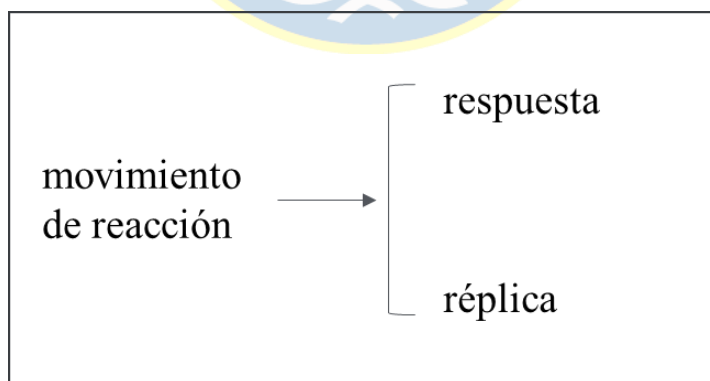 respuesta
movimiento
de reacción
réplica